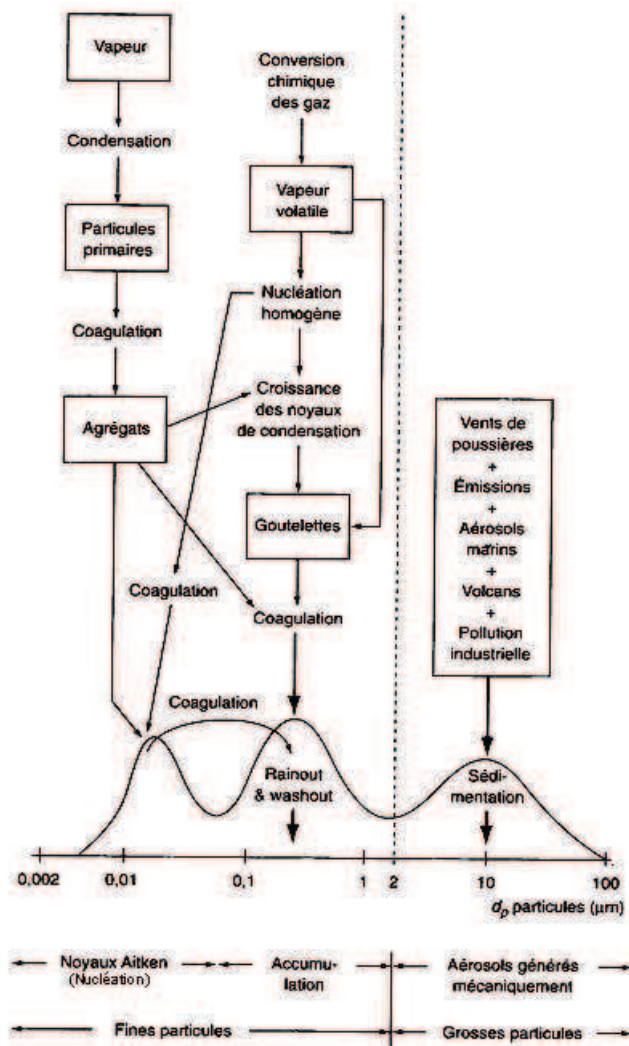 Vapeur
Condensation
Particules
primaires
Coagulation
Agrégats
Conversion
chimique
des gaz
Vapeur
volatile
Nucléation
homogène
Croissance
des noyaux
de condensation
Goutelettes
Coagulation
Coagulation
Coagulation
Vents de
poussières
+
Émissions
+
Aérosols
marins
+
Volcans
+
Pollution
industrielle
Rainout
& washout
Sédi-
mentation
0,002 0,01 0,1 1 2 10 100
dp particules (µm)
Noyaux Aitken
(Nucléation)
Accumu-
lation
Aérosols générés
mécaniquement
Fines particules
Grosses particules